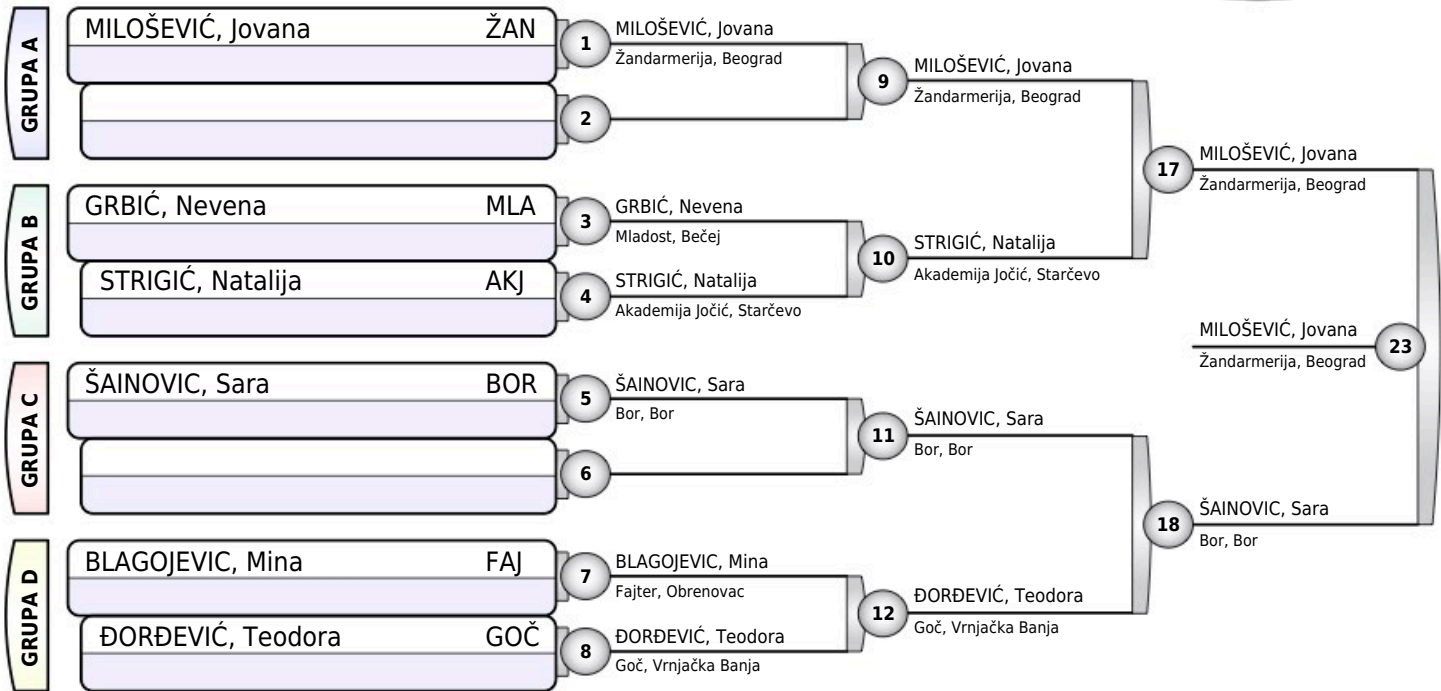 GRUPA A
MILOŠEVIĆ, Jovana ŽAN
1
MILOŠEVIĆ, Jovana
Žandarmerija, Beograd
2
9
MILOŠEVIĆ, Jovana
Žandarmerija, Beograd
GRUPA B
GRBIĆ, Nevena MLA
3
GRBIĆ, Nevena
Mladost, Bečej
STRIGIĆ, Natalija AKJ
4
STRIGIĆ, Natalija
Akademija Jočić, Starčevo
10
STRIGIĆ, Natalija
Akademija Jočić, Starčevo
17
MILOŠEVIĆ, Jovana
Žandarmerija, Beograd
GRUPA C
ŠAINOVIC, Sara BOR
5
ŠAINOVIC, Sara
Bor, Bor
6
11
ŠAINOVIC, Sara
Bor, Bor
GRUPA D
BLAGOJEVIC, Mina FAJ
7
BLAGOJEVIC, Mina
Fajter, Obrenovac
ĐORĐEVIĆ, Teodora GOČ
8
ĐORĐEVIĆ, Teodora
Goč, Vrnjačka Banja
12
ĐORĐEVIĆ, Teodora
Goč, Vrnjačka Banja
18
ŠAINOVIC, Sara
Bor, Bor
MILOŠEVIĆ, Jovana
Žandarmerija, Beograd
23